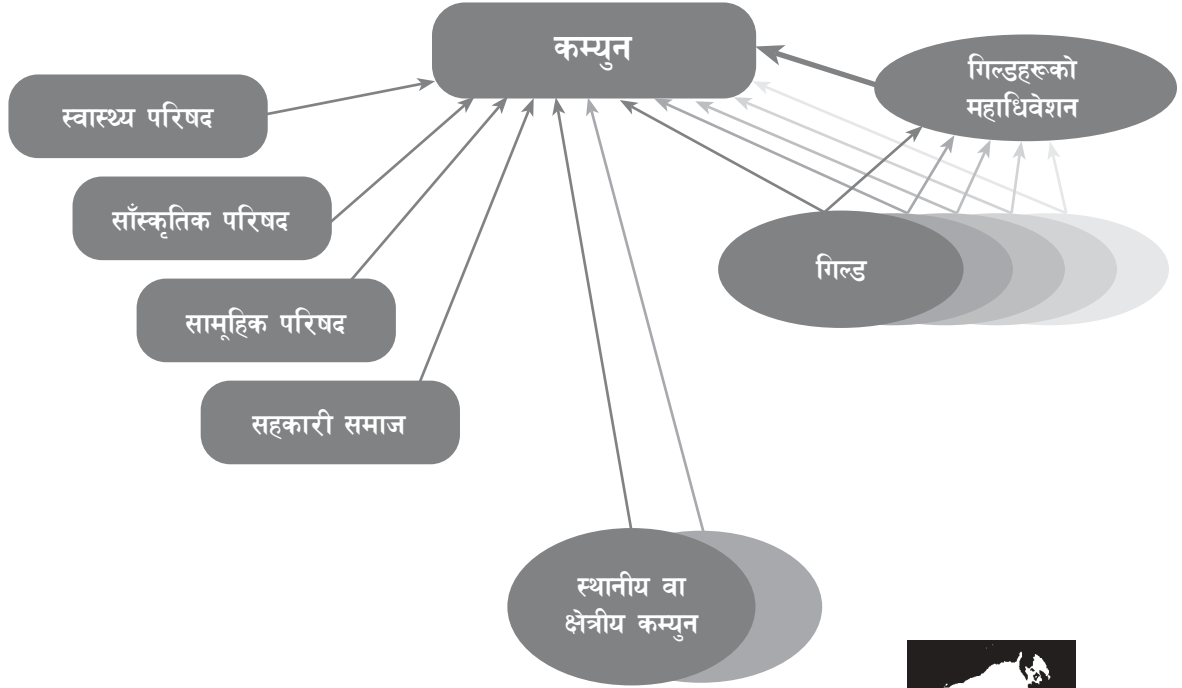 कम्युन
गिल्डहरूको
महाधिवेशन
स्वास्थ्य परिषद
साँस्कृतिक परिषद
सामूहिक परिषद
सहकारी समाज
गिल्ड
स्थानीय वा
क्षेत्रीय कम्युन